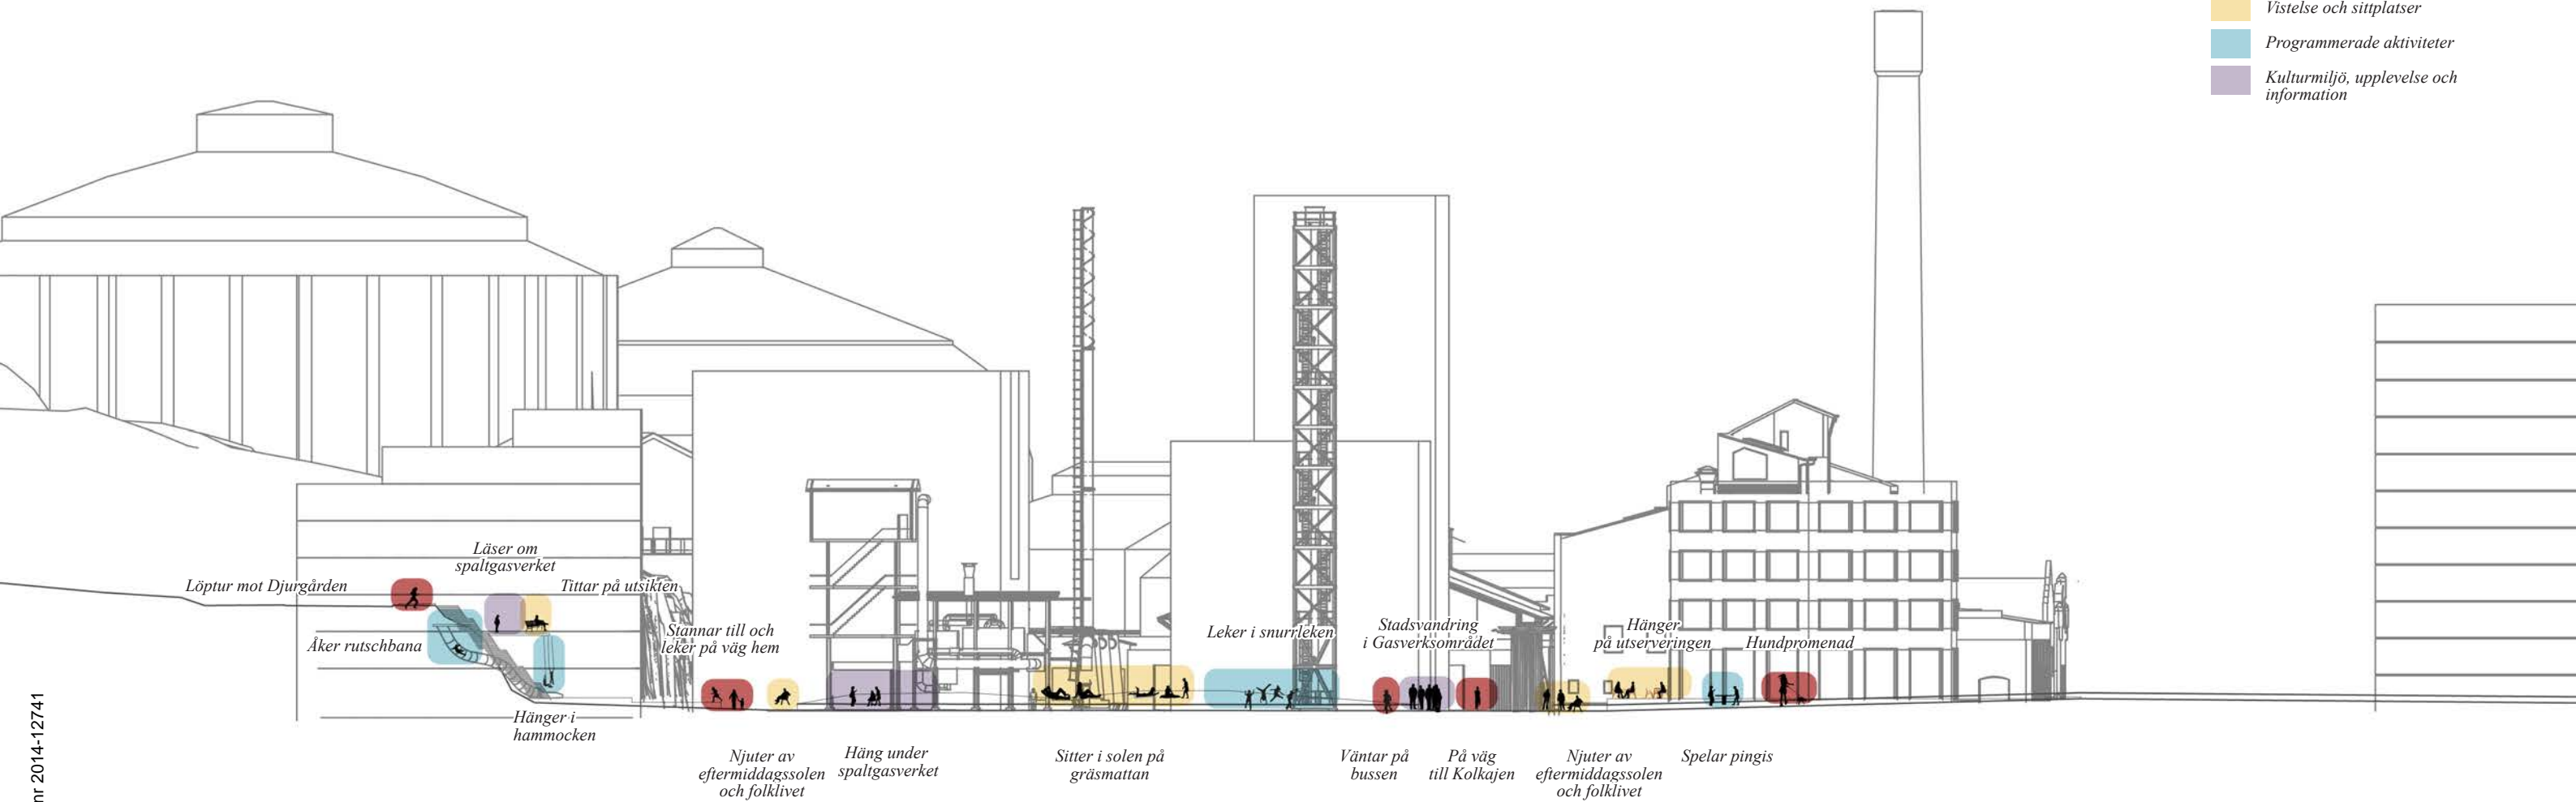 Vistelse och sittplatser
Programmerade aktiviteter
Kulturmiljö, upplevelse och
information
Läser om
spaltgasverket
Löptur mot Djurgården
Tittar på utsikten
Åker rutschbana
Stannar till och
leker på väg hem
Leker i snurrleken
Stadsvandring
i Gasverksområdet
Hänger
på utserveringen
Hundpromenad
Hänger i
hammocken
Njuter av
eftermiddagssolen
och folklivet
Häng under
spaltgasverket
Sitter i solen på
gräsmattan
Väntar på
bussen
På väg
till Kolkajen
Njuter av
eftermiddagssolen
och folklivet
Spelar pingis
nr 2014-12741